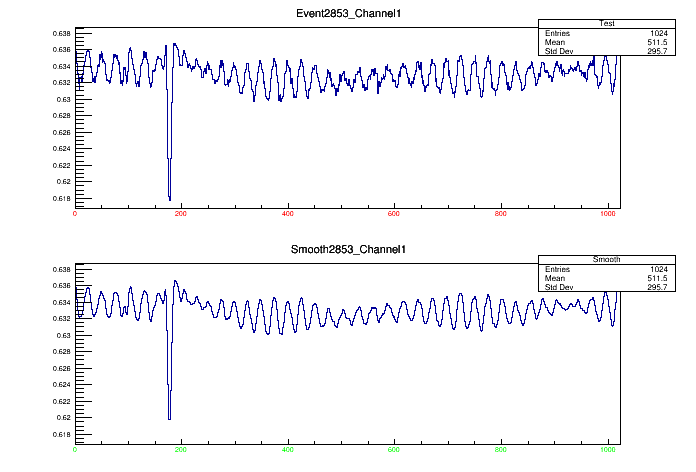 Event2853_Channel1
Test
Entries 1024
Mean 511.5
Std Dev 295.7
0.638
0.636
0.634
0.632
0.63
0.628
0.626
0.624
0.622
0.62
0.618
0 200 400 600 800 1000
Smooth2853_Channel1
Smooth
Entries 1024
Mean 511.5
Std Dev 295.7
0.638
0.636
0.634
0.632
0.63
0.628
0.626
0.624
0.622
0.62
0.618
0 200 400 600 800 1000